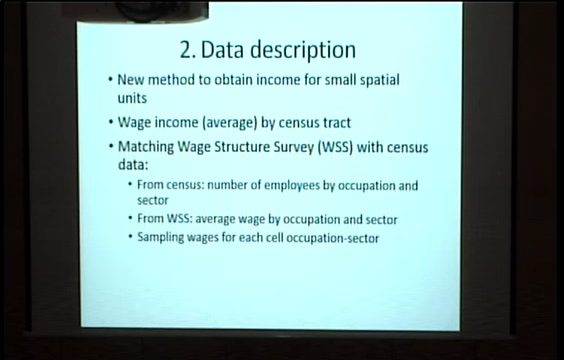 2. Data description
• New method to obtain income for small spatial
units
• Wage income (average) by census tract
• Matching Wage Structure Survey (WSS) with census
data:
• From census: number of employees by occupation and
sector
• From WSS: average wage by occupation and sector
• Sampling wages for each cell occupation-sector